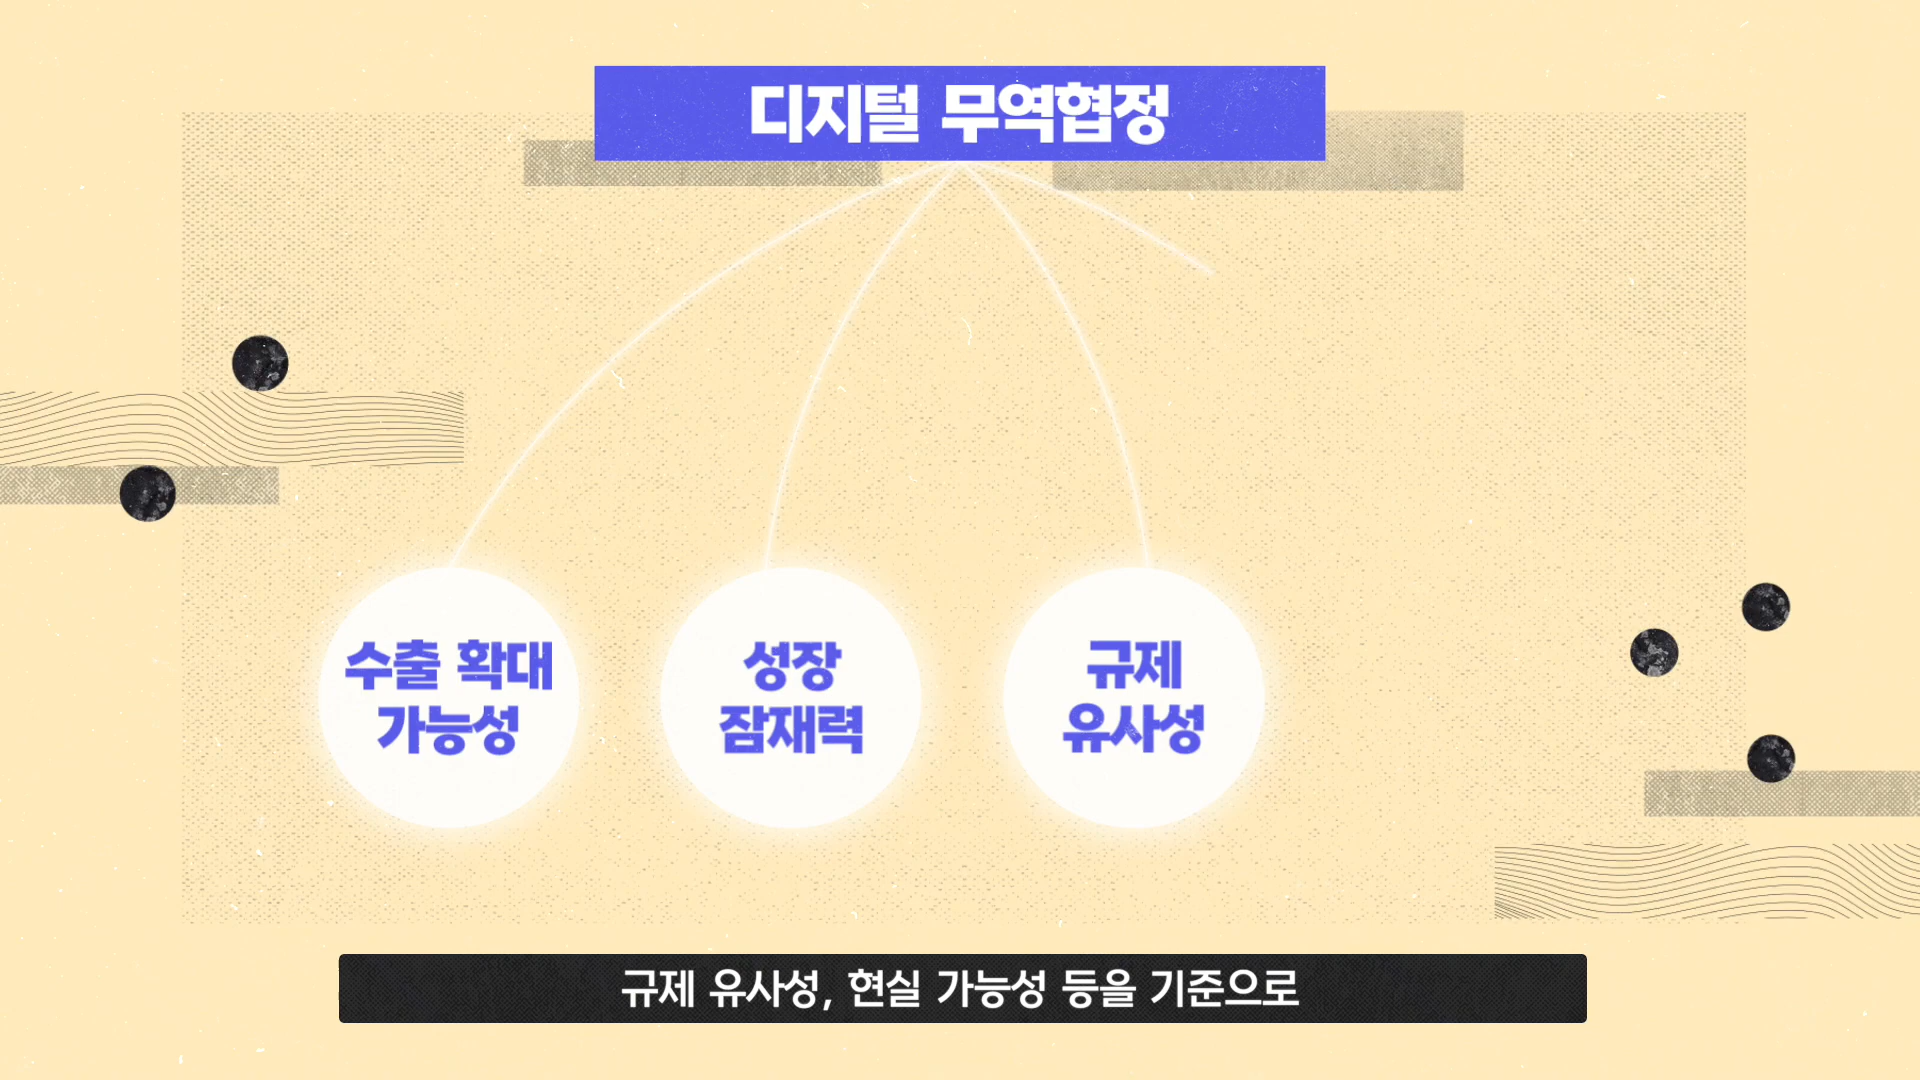 디지털 무역협정
수출 확대
가능성
성장
잠재력
규제
유사성
규제 유사성, 현실 가능성 등을 기준으로